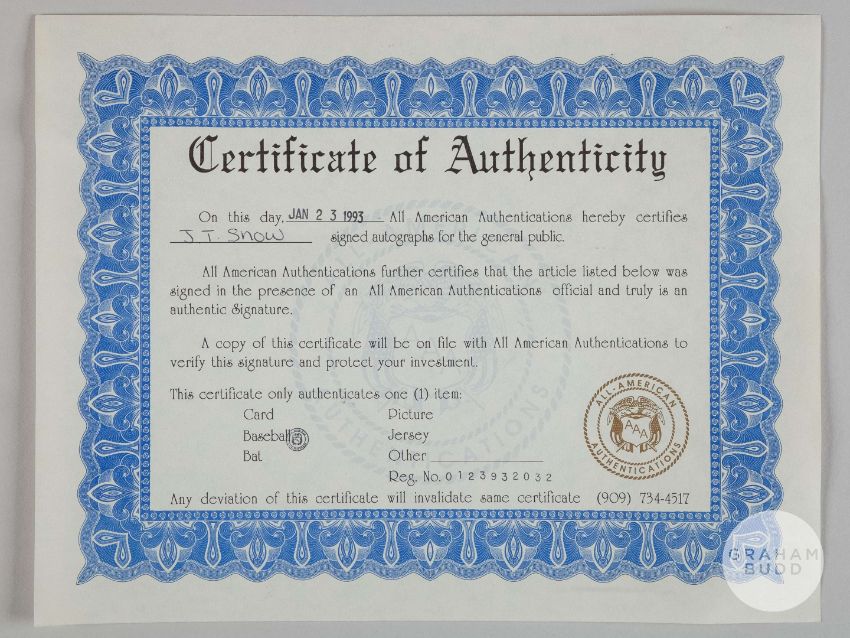 Certificate of Authenticity
On this day, JAN 23 1993 All American Authentications hereby certifies
J.T. Snow signed autographs for the general public.
All American Authentications further certifies that the article listed below was
signed in the presence of an All American Authentications official and truly is an
authentic Signature.
A copy of this certificate will be on file with All American Authentications to
verify this signature and protect your investment.
This certificate only authenticates one (1) item:
Card Picture
Baseball Jersey
Bat Other
Reg. No. 0123932032
Any deviation of this certificate will invalidate same certificate (909) 734-4517
ALL-AMERICAN
AAA
AUTHENTICATIONS
GRAHAM
BUDD